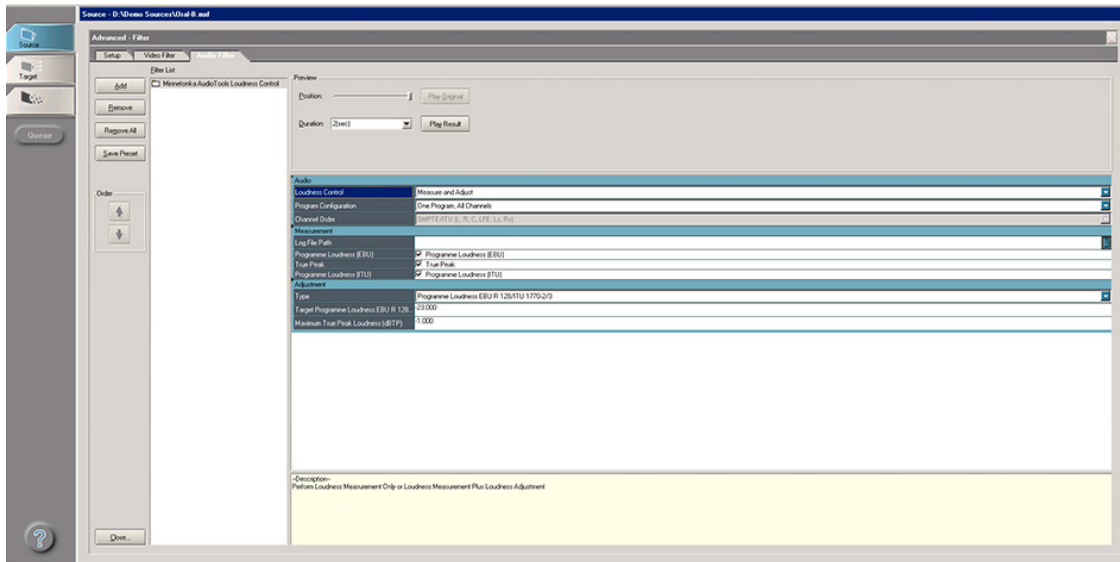 Source - D:\Demo Sources\Oral-B.mxf
Source
Target
Queue
Advanced - Filter
Setup
Video Filter
Audio Filter
Filter List
Add
Remove
Remove All
Save Preset
Order
Close...
Minnetonka AudioTools Loudness Control
Preview
Position:
Play Original
Duration:
2(sec)
Play Result
Audio
Loudness Control Measure and Adjust
Program Configuration One Program, All Channels
Channel Order SMPTE/ITU (L, R, C, LFE, Ls, Rs)
Measurement
Log File Path
Programme Loudness (EBU) Programme Loudness (EBU)
True Peak True Peak
Programme Loudness (ITU) Programme Loudness (ITU)
Adjustment
Type Programme Loudness EBU R 128/ITU 1770-2/3
Target Programme Loudness EBU R 128... -23.000
Maximum True Peak Loudness (dBTP) -1.000
~Description~
Perform Loudness Measurement Only or Loudness Measurement Plus Loudness Adjustment
?